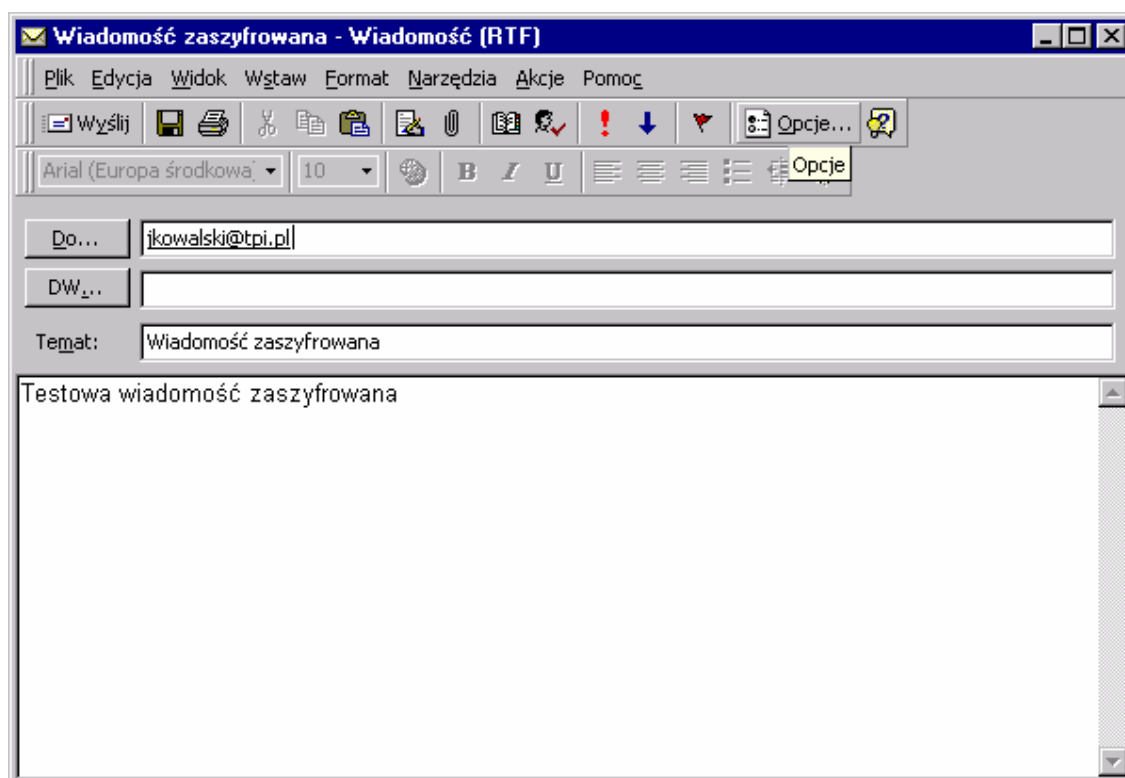 Wiadomość zaszyfrowana - Wiadomość (RTF)
Plik Edycja Widok Wstaw Format Narzędzia Akcje Pomoc
Wyślij Opcje...
Arial (Europa środkowa) 10 B I U Opcje
Do... jkowalski@tpi.pl
DW...
Temat: Wiadomość zaszyfrowana
Testowa wiadomość zaszyfrowana